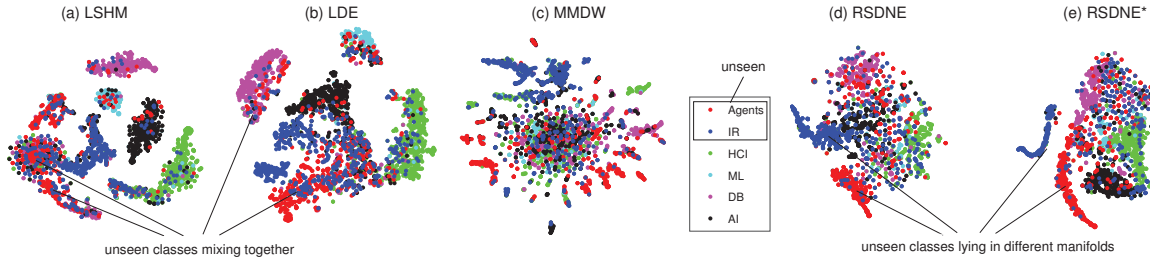 (a) LSHM
(b) LDE
(c) MMDW
(d) RSDNE
(e) RSDNE*
unseen
Agents
IR
HCI
ML
DB
AI
unseen classes mixing together
unseen classes lying in different manifolds